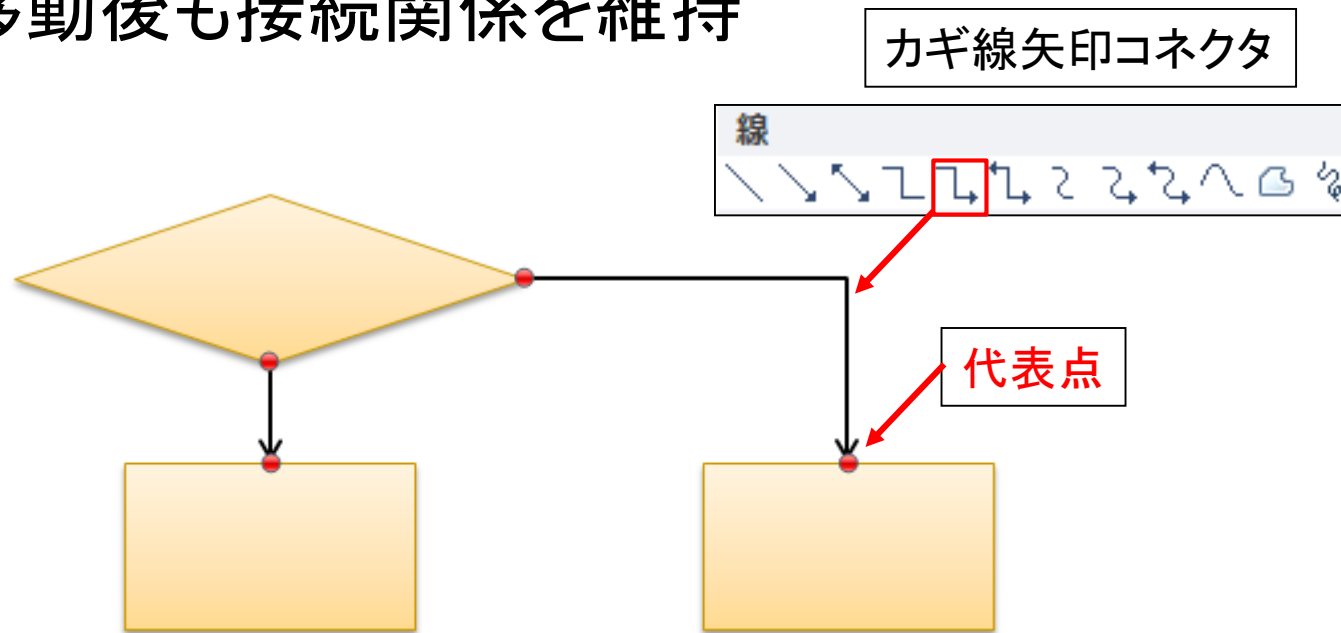 移動後も接続関係を維持
カギ線矢印コネクタ
線
代表点